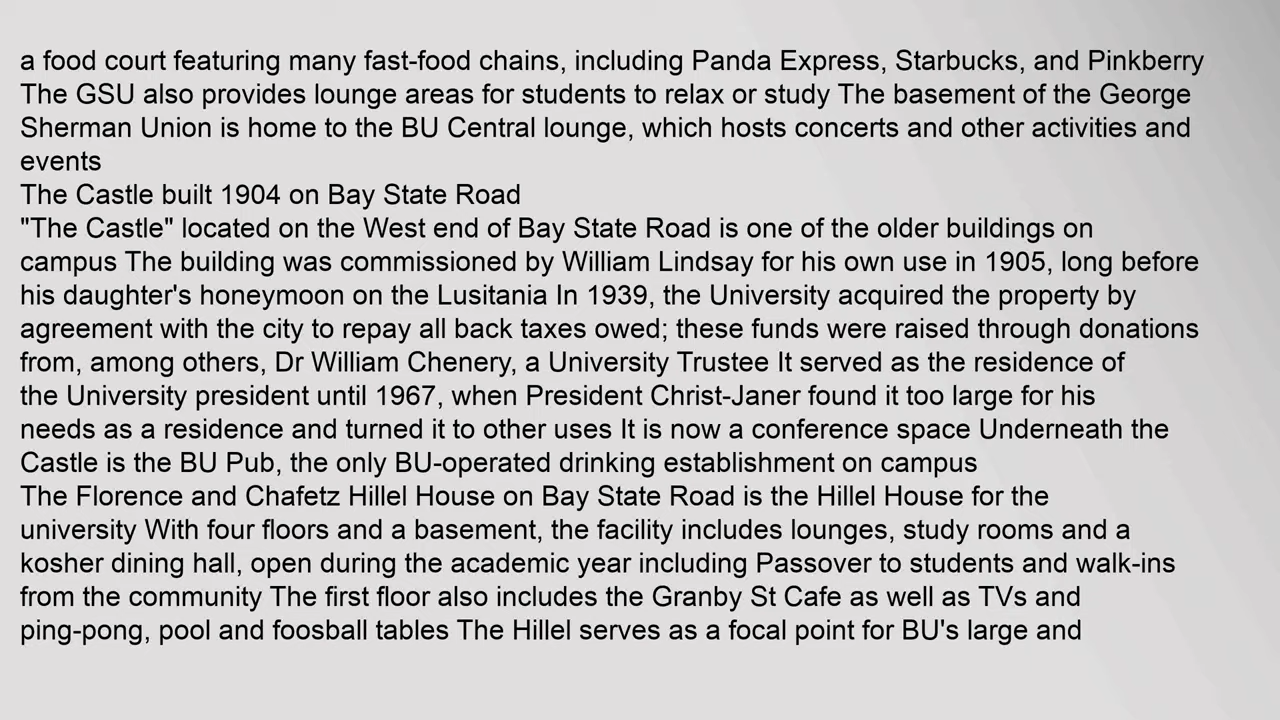 a food court featuring many fast-food chains, including Panda Express, Starbucks, and Pinkberry
The GSU also provides lounge areas for students to relax or study The basement of the George
Sherman Union is home to the BU Central lounge, which hosts concerts and other activities and
events
The Castle built 1904 on Bay State Road
"The Castle" located on the West end of Bay State Road is one of the older buildings on
campus The building was commissioned by William Lindsay for his own use in 1905, long before
his daughter's honeymoon on the Lusitania In 1939, the University acquired the property by
agreement with the city to repay all back taxes owed; these funds were raised through donations
from, among others, Dr William Chenery, a University Trustee It served as the residence of
the University president until 1967, when President Christ-Janer found it too large for his
needs as a residence and turned it to other uses It is now a conference space Underneath the
Castle is the BU Pub, the only BU-operated drinking establishment on campus
The Florence and Chafetz Hillel House on Bay State Road is the Hillel House for the
university With four floors and a basement, the facility includes lounges, study rooms and a
kosher dining hall, open during the academic year including Passover to students and walk-ins
from the community The first floor also includes the Granby St Cafe as well as TVs and
ping-pong, pool and foosball tables The Hillel serves as a focal point for BU's large and